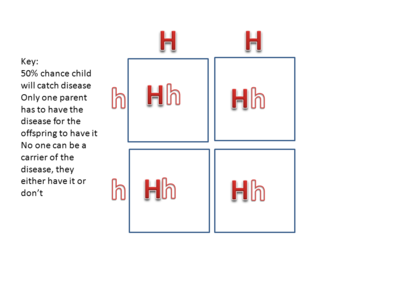 H H
Key:
50% chance child
will catch disease
Only one parent
has to have the
disease for the
offspring to have it
No one can be a
carrier of the
disease, they
either have it or
don't
h Hh Hh
h Hh Hh